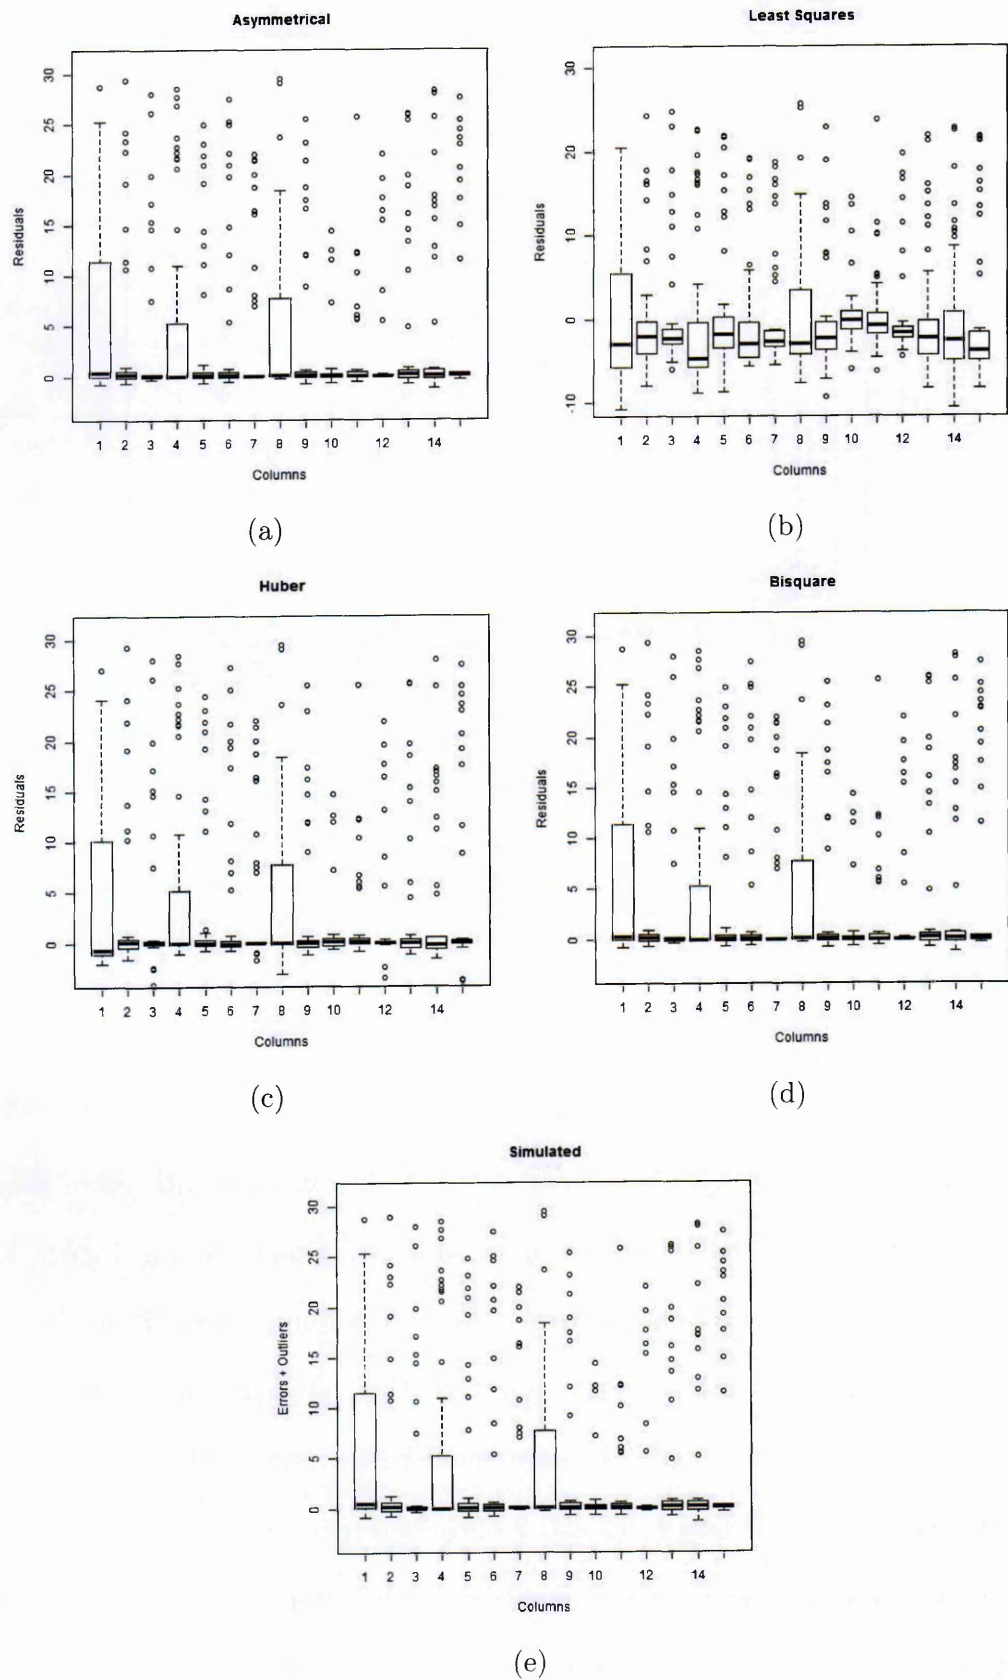 Asymmetrical
Residuals
30
25
20
15
10
5
0
1 2 3 4 5 6 7 8 9 10 12 14
Columns
(a)
Least Squares
Residuals
30
20
10
0
-10
1 2 3 4 5 6 7 8 9 10 12 14
Columns
(b)
Huber
Residuals
30
25
20
15
10
5
0
1 2 3 4 5 6 7 8 9 10 12 14
Columns
(c)
Bisquare
Residuals
30
25
20
15
10
5
0
1 2 3 4 5 6 7 8 9 10 12 14
Columns
(d)
Simulated
Errors + Outliers
30
25
20
15
10
5
0
1 2 3 4 5 6 7 8 9 10 12 14
Columns
(e)